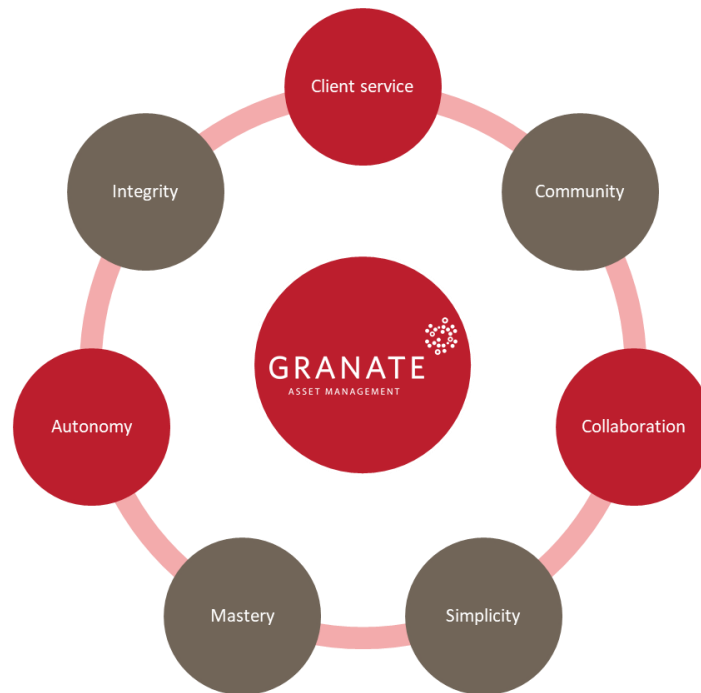 Client service
Community
Collaboration
Simplicity
Mastery
Autonomy
Integrity
GRANATE
ASSET MANAGEMENT